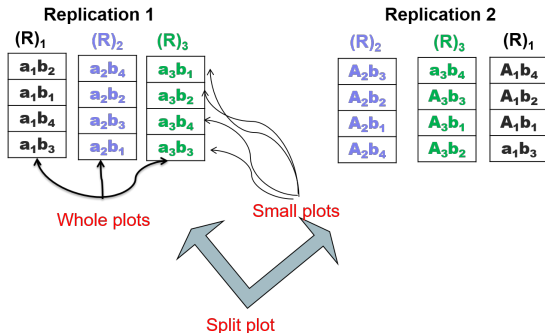 Replication 1
(R)₁ (R)₂ (R)₃
a₁b₂ a₂b₄ a₃b₁
a₁b₁ a₂b₂ a₃b₂
a₁b₄ a₂b₃ a₃b₄
a₁b₃ a₂b₁ a₃b₃
Replication 2
(R)₂ (R)₃ (R)₁
A₂b₃ a₃b₄ A₁b₄
A₂b₂ A₃b₃ A₁b₂
A₂b₁ A₃b₁ A₁b₁
A₂b₄ A₃b₂ a₁b₃
Whole plots
Small plots
Split plot